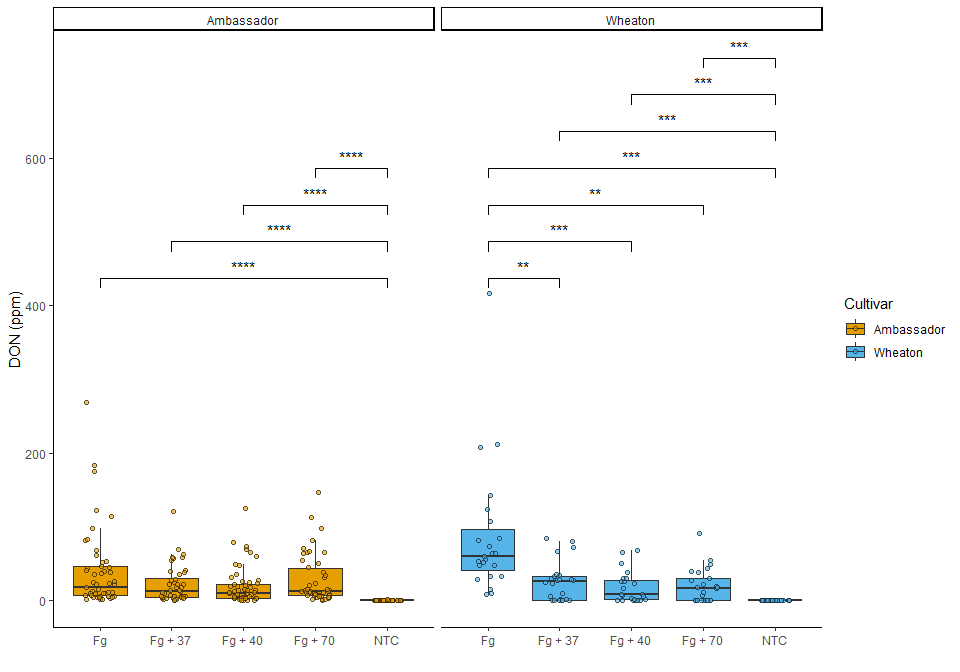 Ambassador Wheaton
***
***
***
**** ***
**** **
**** ***
**** **
DON (ppm)
600
400
200
0
Fg Fg + 37 Fg + 40 Fg + 70 NTC Fg Fg + 37 Fg + 40 Fg + 70 NTC
Cultivar
Ambassador
Wheaton